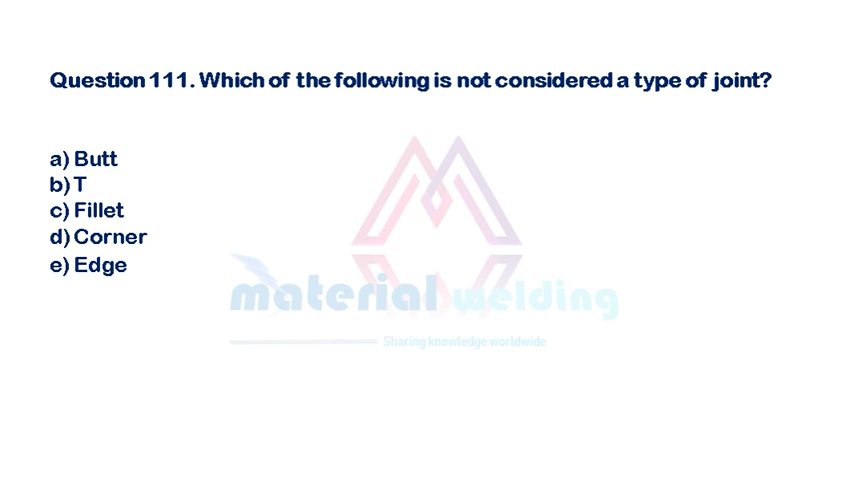 Question 111. Which of the following is not considered a type of joint?
a) Butt
b) T
c) Fillet
d) Corner
e) Edge
material welding
Sharing knowledge worldwide